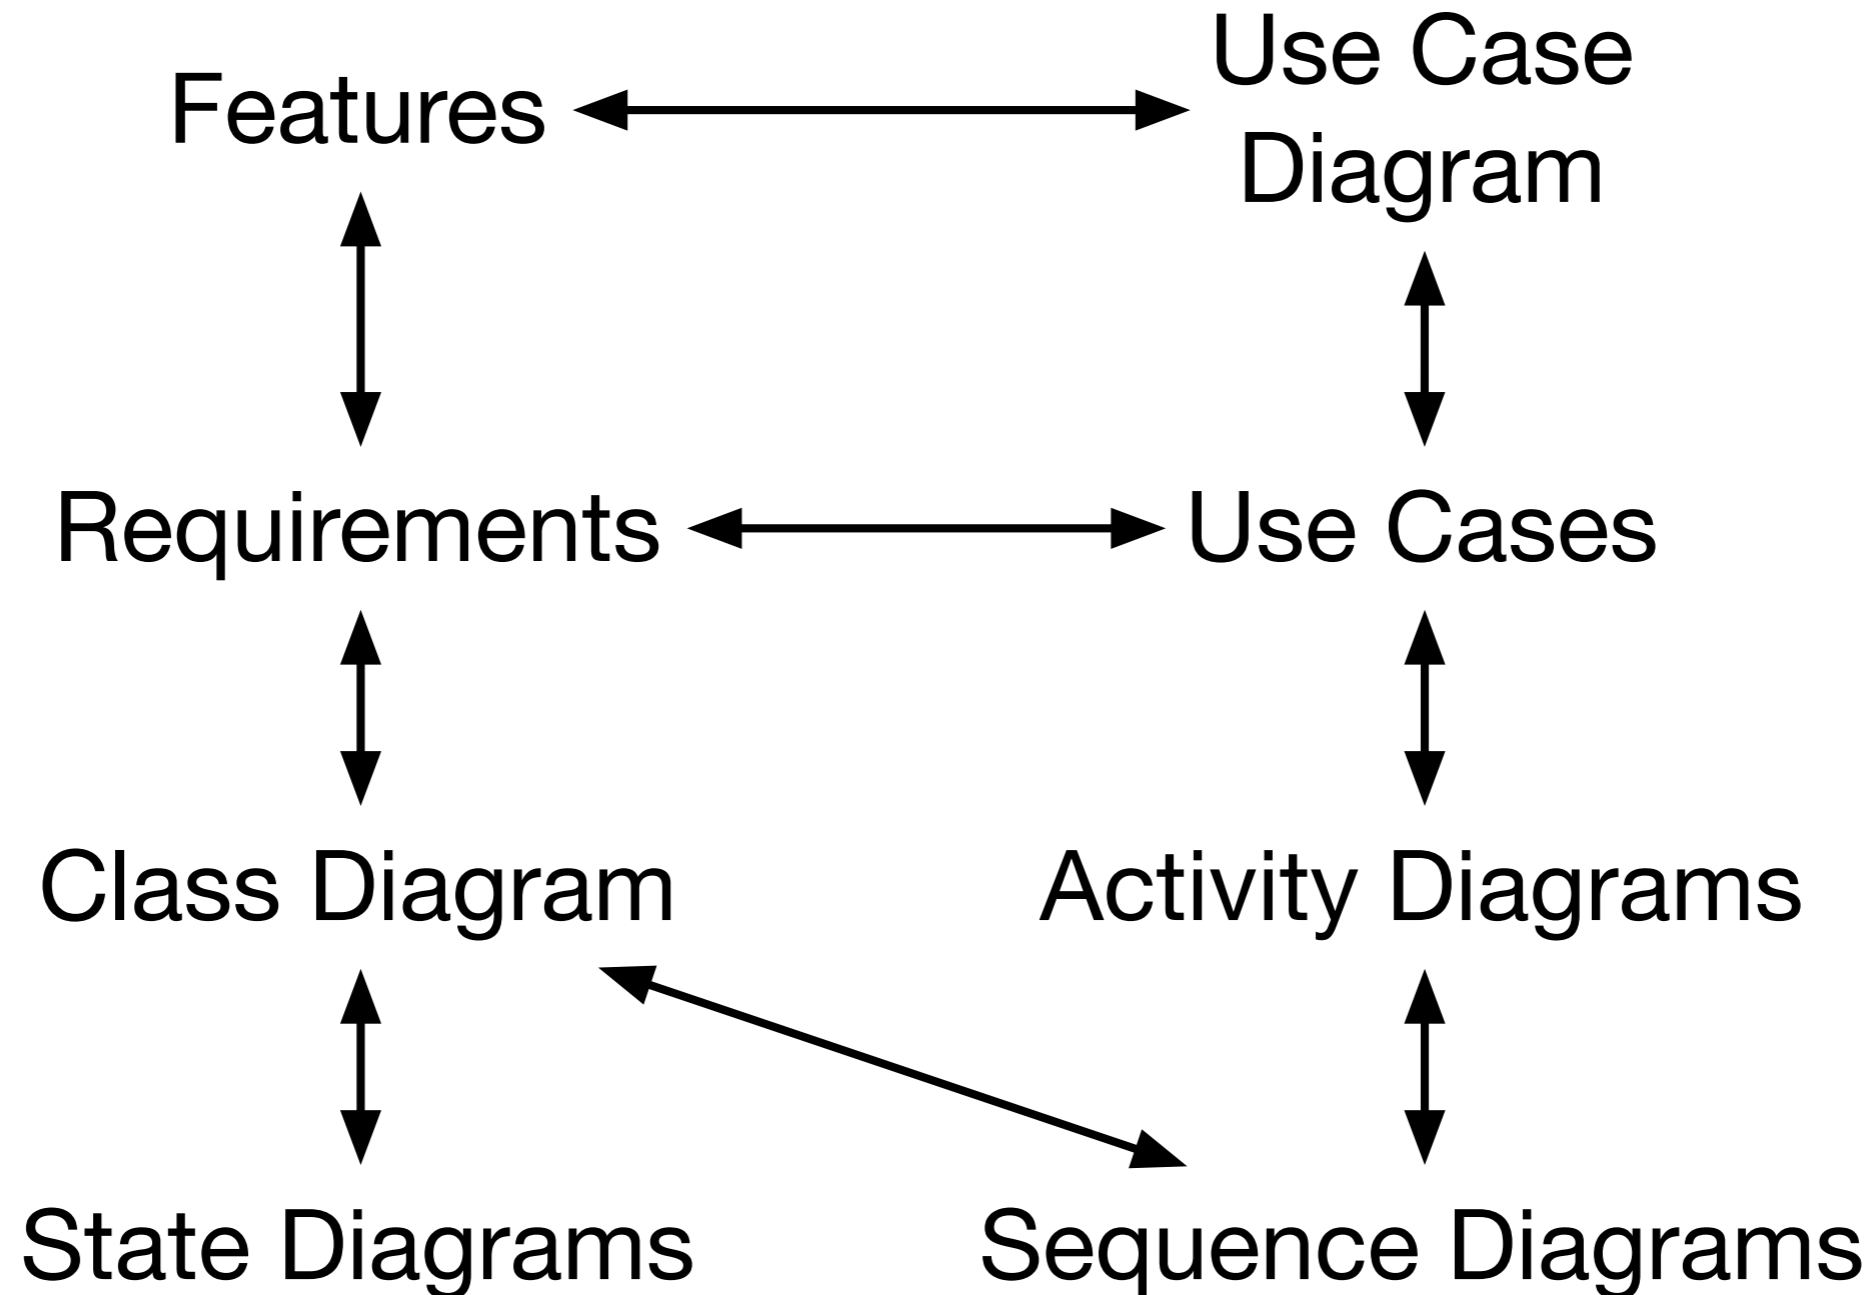 Features
Use Case
Diagram
Requirements
Use Cases
Class Diagram
Activity Diagrams
State Diagrams
Sequence Diagrams